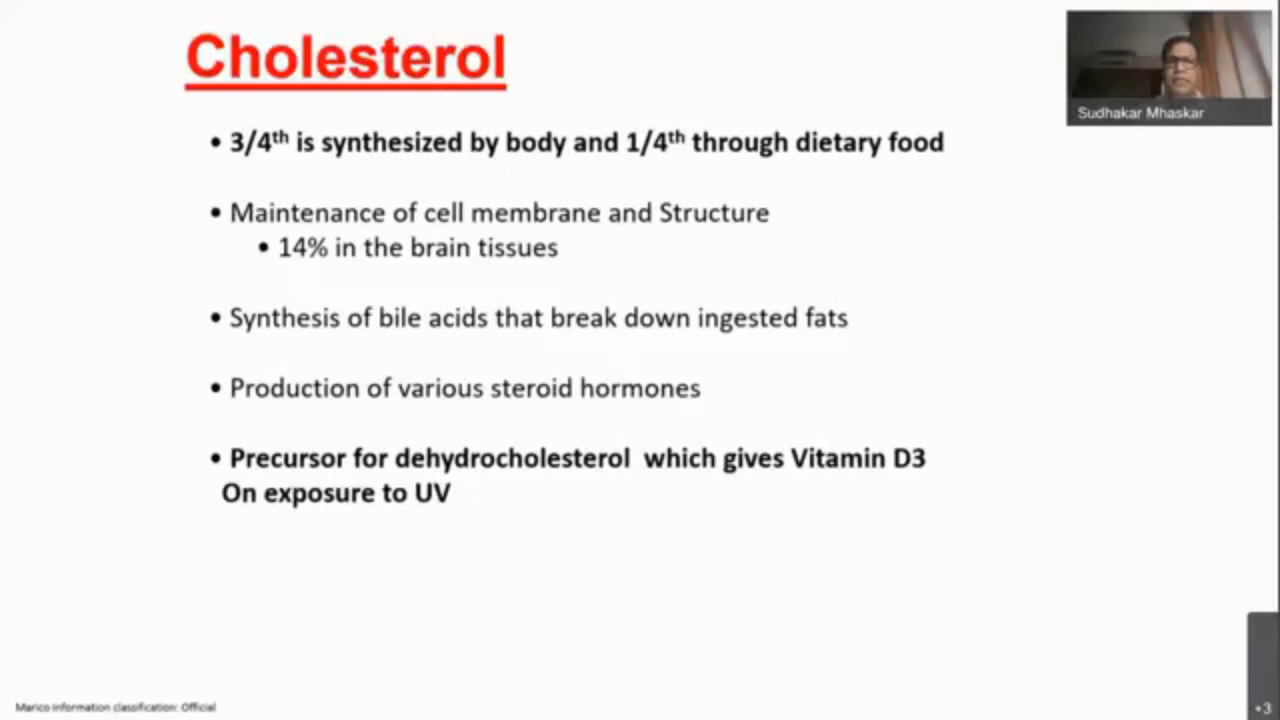 Cholesterol
Sudhakar Mhaskar
• 3/4th is synthesized by body and 1/4th through dietary food
• Maintenance of cell membrane and Structure
• 14% in the brain tissues
• Synthesis of bile acids that break down ingested fats
• Production of various steroid hormones
• Precursor for dehydrocholesterol which gives Vitamin D3
On exposure to UV
Marico Information classification: Official
+3